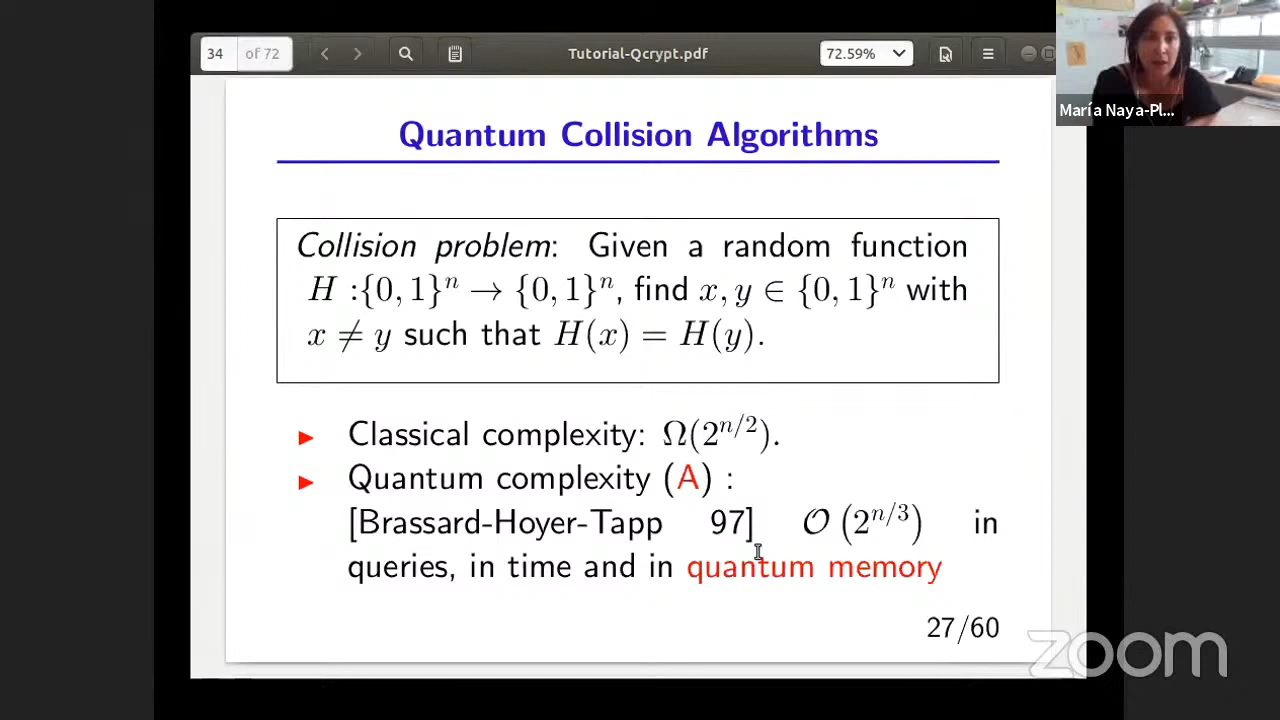 34 of 72
Tutorial-Qcrypt.pdf
72.59%
María Naya-Pl...
Quantum Collision Algorithms
Collision problem: Given a random function
H :{0, 1}ⁿ → {0, 1}ⁿ, find x, y ∈ {0, 1}ⁿ with
x ≠ y such that H(x) = H(y).
► Classical complexity: Ω(2^{n/2}).
► Quantum complexity (A) :
[Brassard-Hoyer-Tapp 97] O (2^{n/3}) in
queries, in time and in quantum memory
27/60
zoom